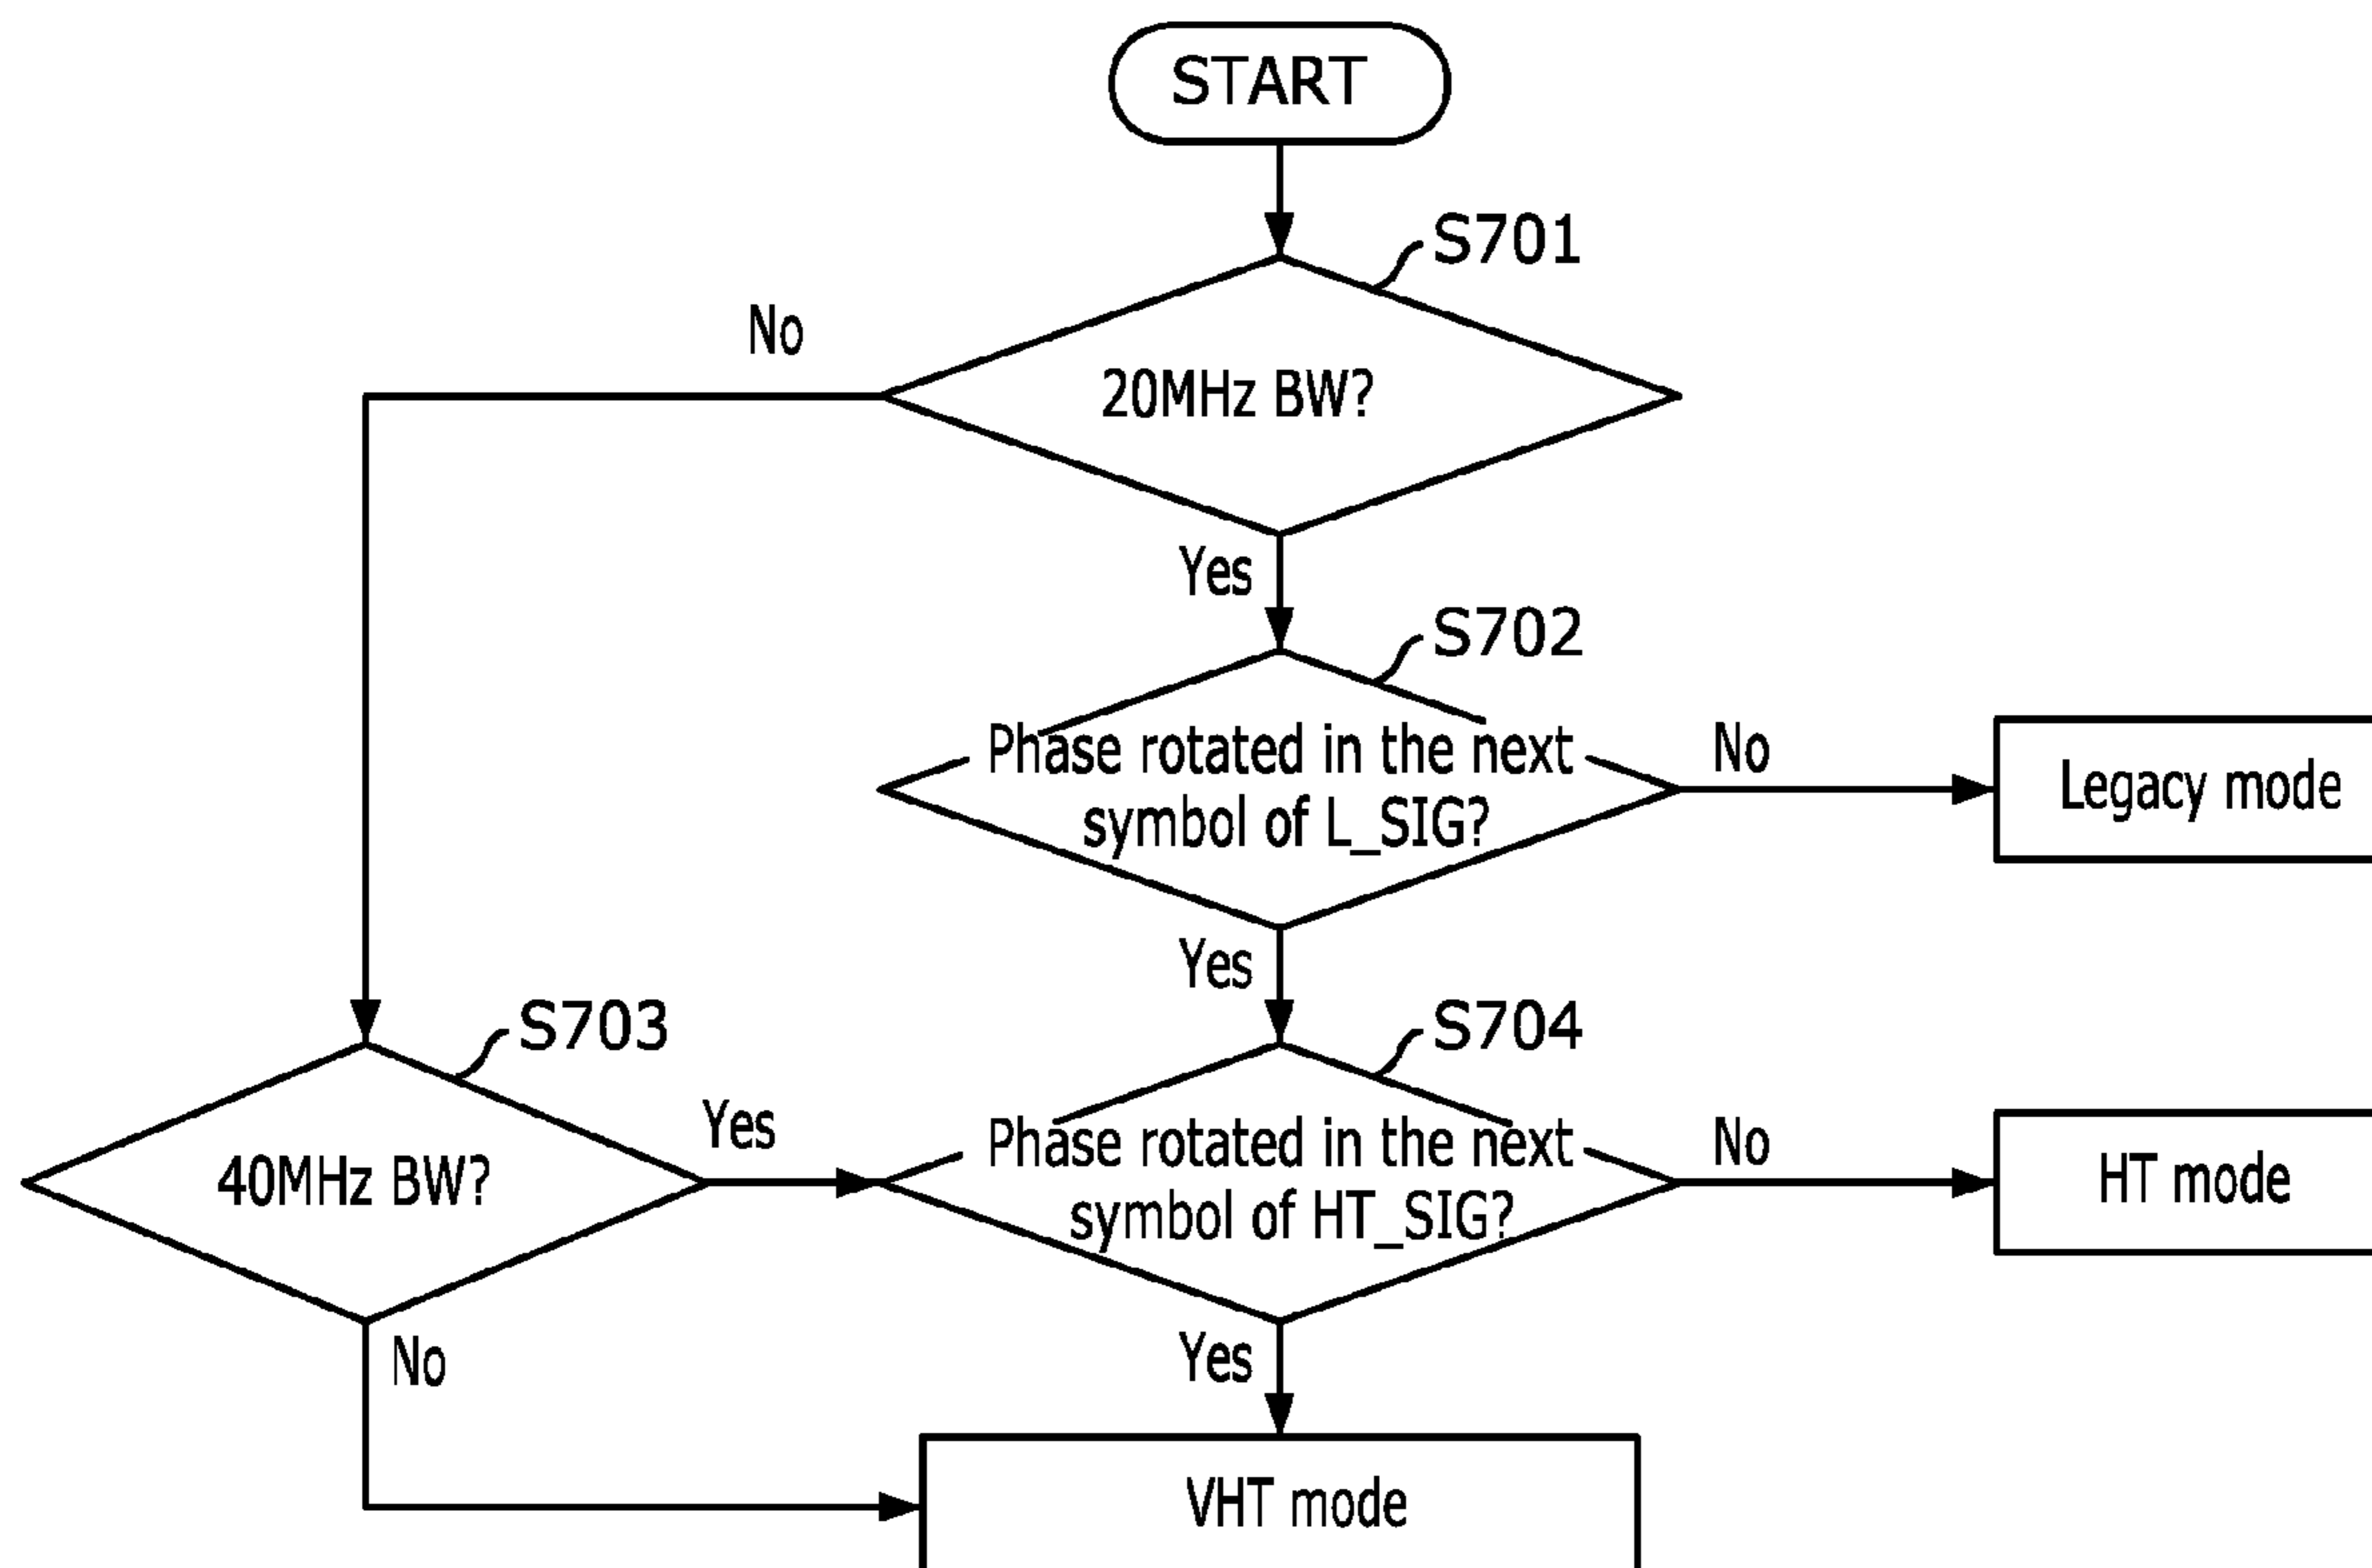 START
S701
No
20MHz BW?
Yes
S702
Phase rotated in the next
symbol of L_SIG?
No
Legacy mode
Yes
S703
S704
40MHz BW?
Yes
Phase rotated in the next
symbol of HT_SIG?
No
HT mode
No
Yes
VHT mode